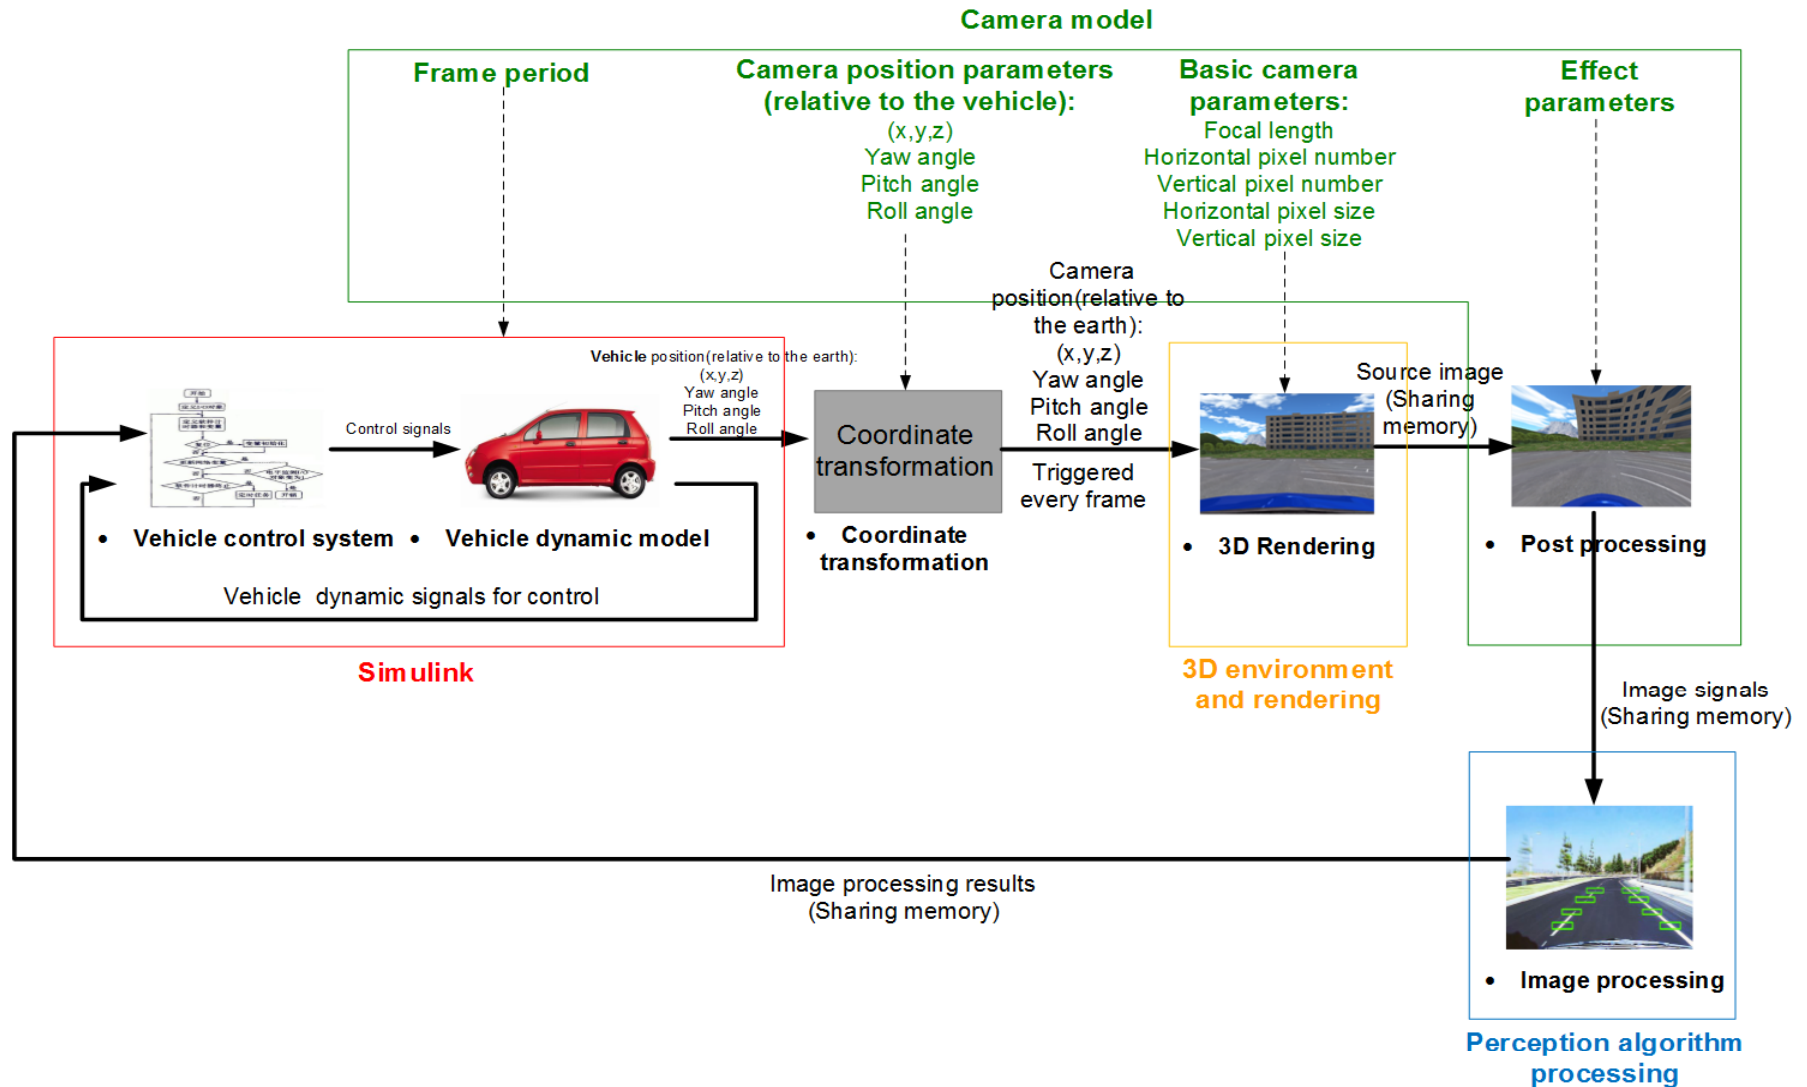 Camera model
Frame period
Camera position parameters
(relative to the vehicle):
(x,y,z)
Yaw angle
Pitch angle
Roll angle
Basic camera
parameters:
Focal length
Horizontal pixel number
Vertical pixel number
Horizontal pixel size
Vertical pixel size
Effect
parameters
Vehicle position(relative to the earth):
(x,y,z)
Yaw angle
Pitch angle
Roll angle
Camera
position(relative to
the earth):
(x,y,z)
Yaw angle
Pitch angle
Roll angle
Triggered
every frame
Source image
(Sharing
memory)
开始
Control signals
Coordinate
transformation
• Vehicle control system
• Vehicle dynamic model
• Coordinate
transformation
• 3D Rendering
• Post processing
Vehicle dynamic signals for control
Simulink
3D environment
and rendering
Image signals
(Sharing memory)
Image processing results
(Sharing memory)
• Image processing
Perception algorithm
processing